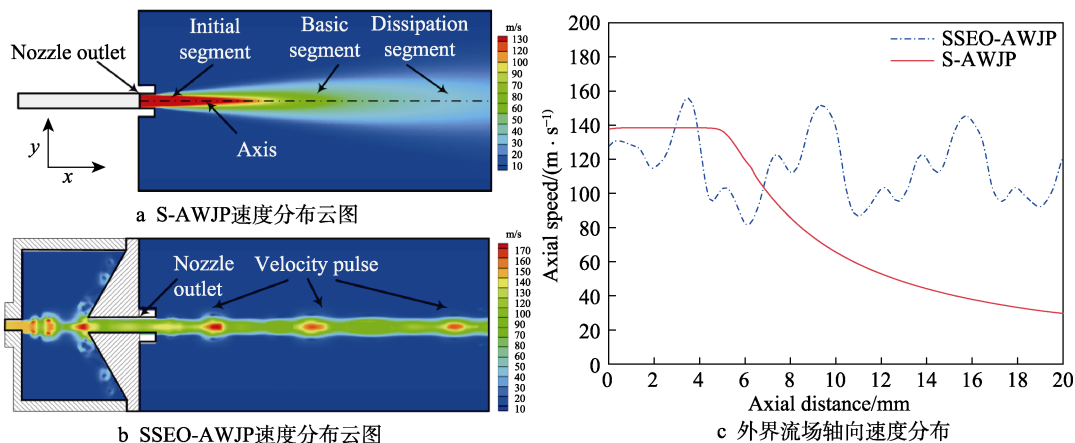 m/s
130
120
110
100
90
80
70
60
50
40
30
20
10
Initial segment
Basic segment
Dissipation segment
Nozzle outlet
Axis
y
x
a S-AWJP速度分布云图
m/s
170
160
150
140
130
120
110
100
90
80
70
60
50
40
30
20
10
Nozzle outlet
Velocity pulse
b SSEO-AWJP速度分布云图
SSEO-AWJP
S-AWJP
Axial speed/(m · s⁻¹)
200
180
160
140
120
100
80
60
40
20
0
0 2 4 6 8 10 12 14 16 18 20
Axial distance/mm
c 外界流场轴向速度分布